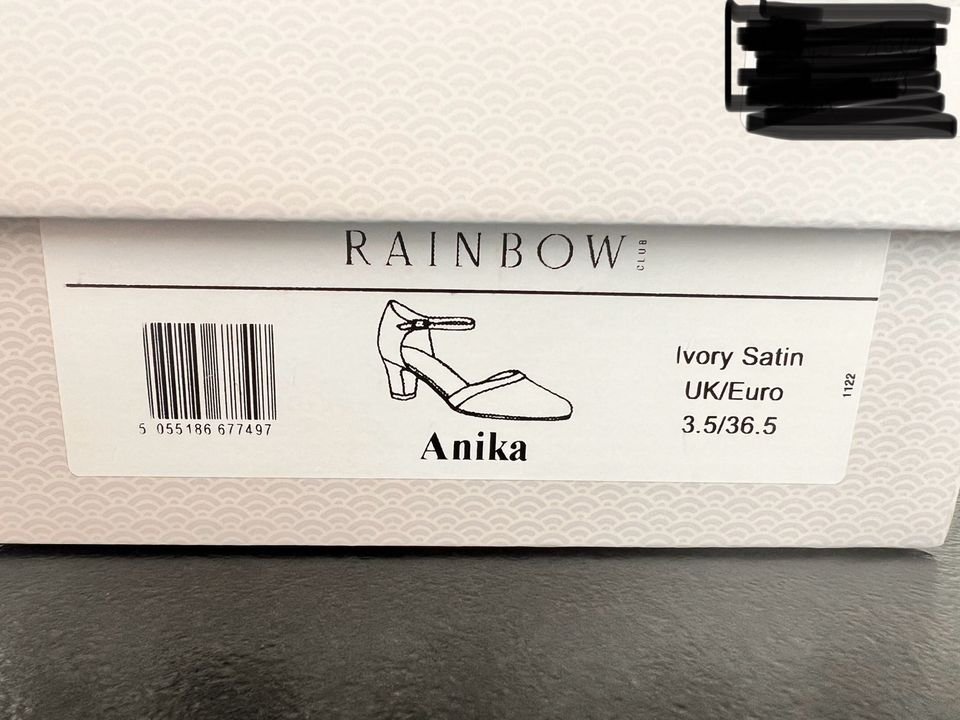 RAINBOW CLUB
5 055186 677497
Anika
Ivory Satin
UK/Euro
3.5/36.5
1122